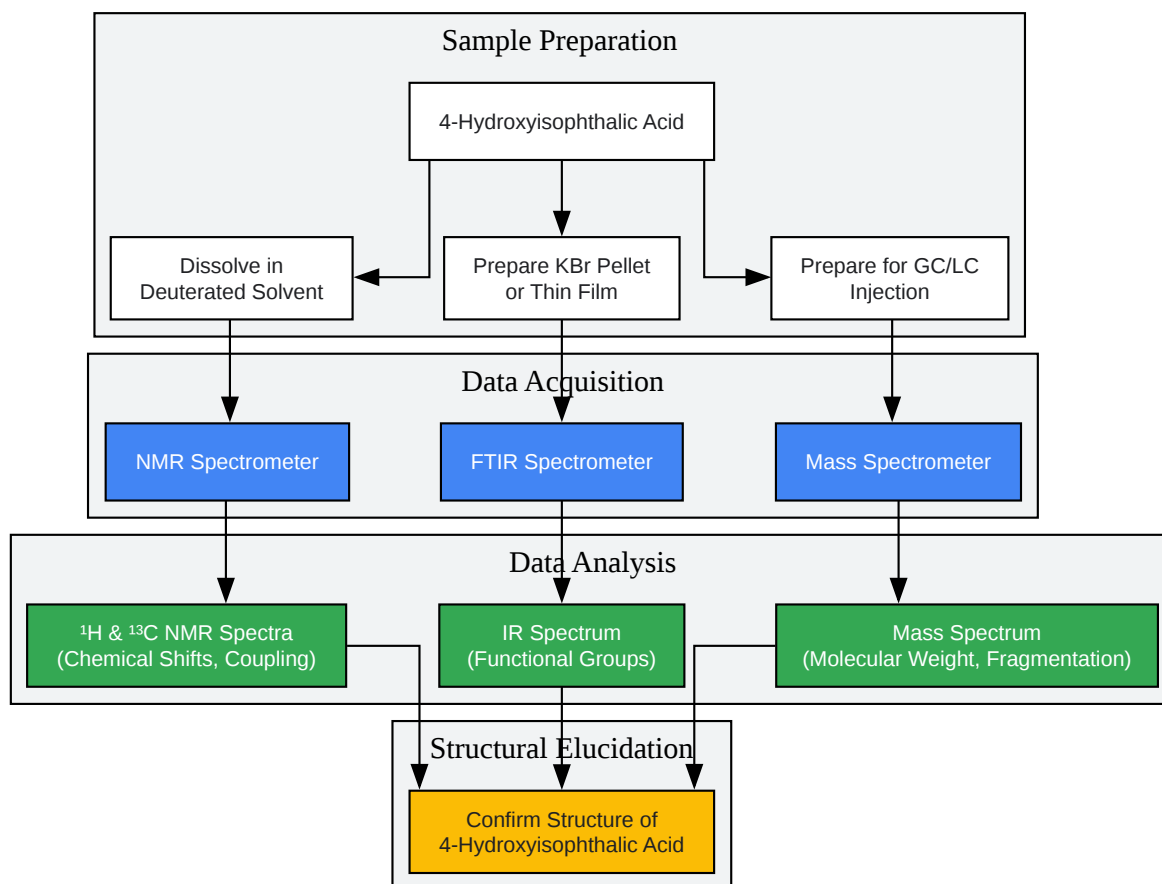 Sample Preparation
4-Hydroxyisophthalic Acid
Dissolve in
Deuterated Solvent
Prepare KBr Pellet
or Thin Film
Prepare for GC/LC
Injection
Data Acquisition
NMR Spectrometer
FTIR Spectrometer
Mass Spectrometer
Data Analysis
¹H & ¹³C NMR Spectra
(Chemical Shifts, Coupling)
IR Spectrum
(Functional Groups)
Mass Spectrum
(Molecular Weight, Fragmentation)
Structural Elucidation
Confirm Structure of
4-Hydroxyisophthalic Acid